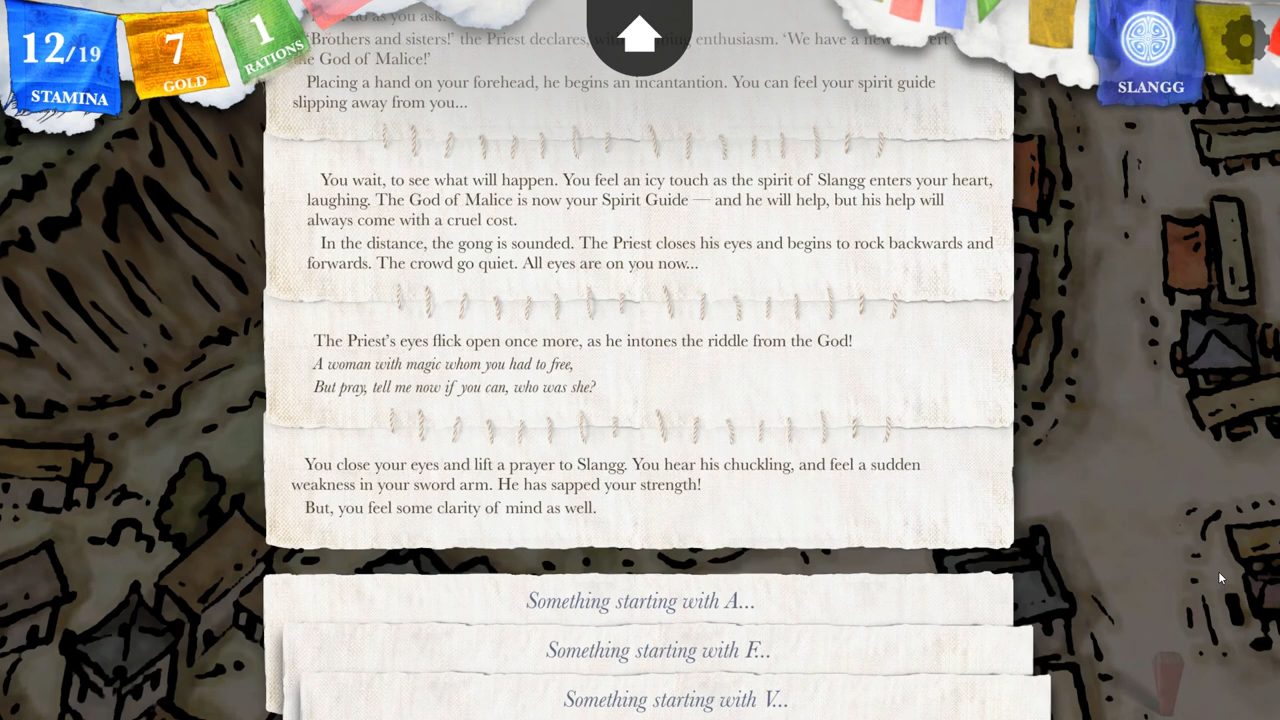 12/19
STAMINA
7
GOLD
1
RATIONS
SLANGG
do as you ask.
'Brothers and sisters!' the Priest declares, enthusiasm. 'We have a new
the God of Malice!'
Placing a hand on your forehead, he begins an incantation. You can feel your spirit guide
slipping away from you...
You wait, to see what will happen. You feel an icy touch as the spirit of Slangg enters your heart,
laughing. The God of Malice is now your Spirit Guide — and he will help, but his help will
always come with a cruel cost.
In the distance, the gong is sounded. The Priest closes his eyes and begins to rock backwards and
forwards. The crowd go quiet. All eyes are on you now...
The Priest's eyes flick open once more, as he intones the riddle from the God!
A woman with magic whom you had to free,
But pray, tell me now if you can, who was she?
You close your eyes and lift a prayer to Slangg. You hear his chuckling, and feel a sudden
weakness in your sword arm. He has sapped your strength!
But, you feel some clarity of mind as well.
Something starting with A...
Something starting with F...
Something starting with V...